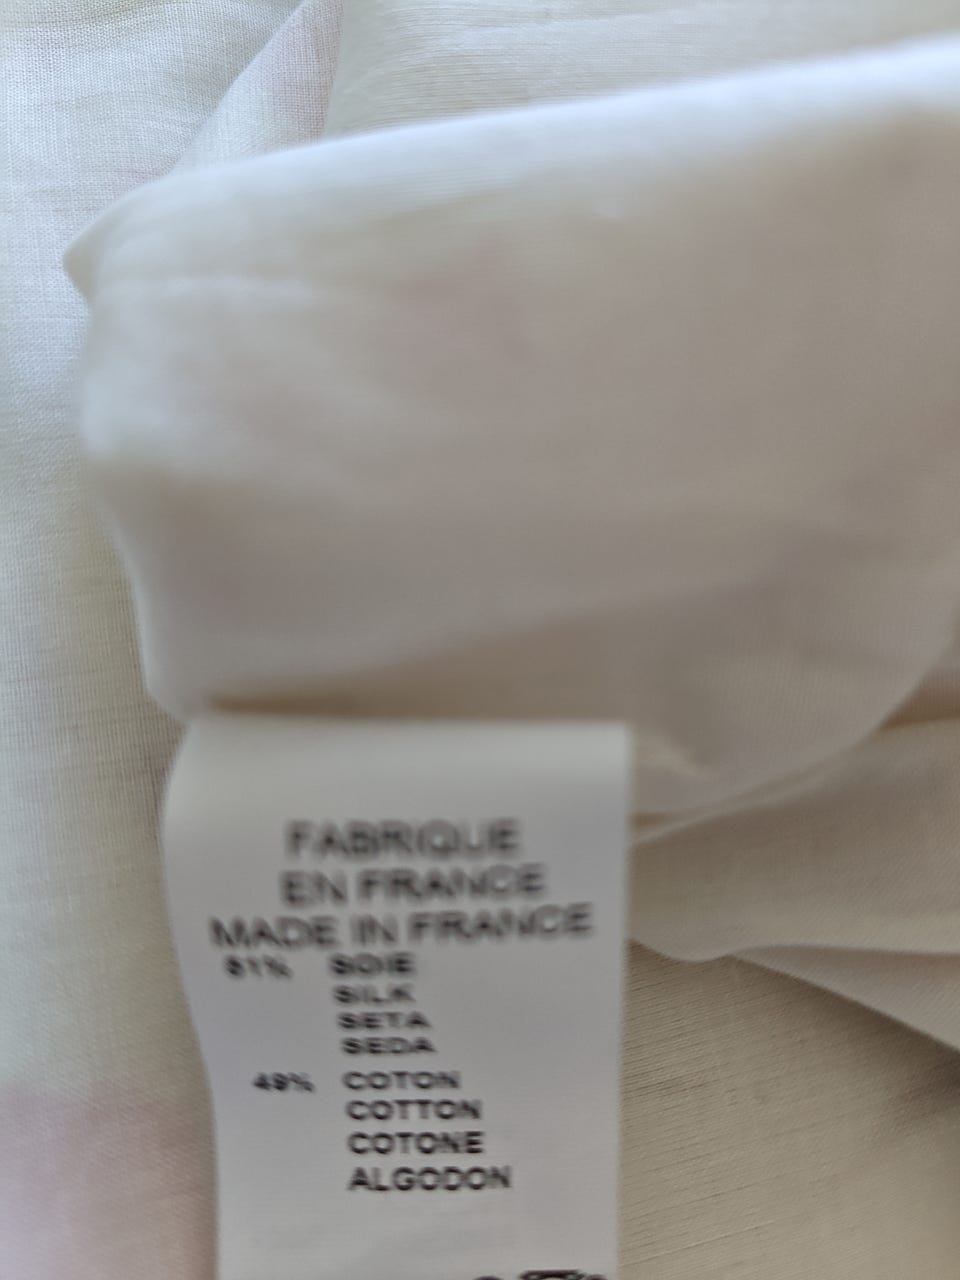 FABRIQUE
EN FRANCE
MADE IN FRANCE
51% SOIE
SILK
SETA
SEDA
49% COTON
COTTON
COTONE
ALGODON